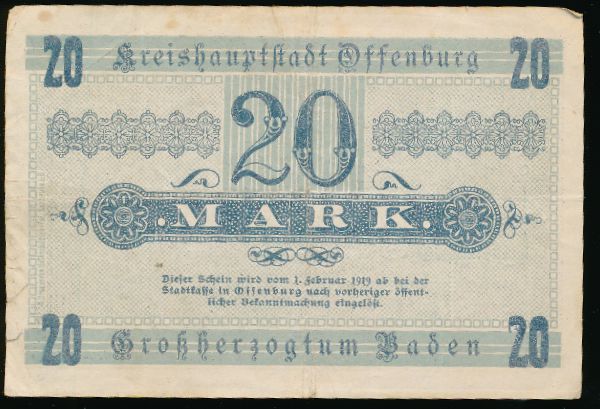 20 Kreishauptstadt Offenburg 20
20
.MARK.
Dieser Schein wird vom 1. Februar 1919 ab bei der
Stadtkasse in Offenburg nach vorheriger öffent-
licher Bekanntmachung eingelöst.
20 Großherzogtum Baden 20